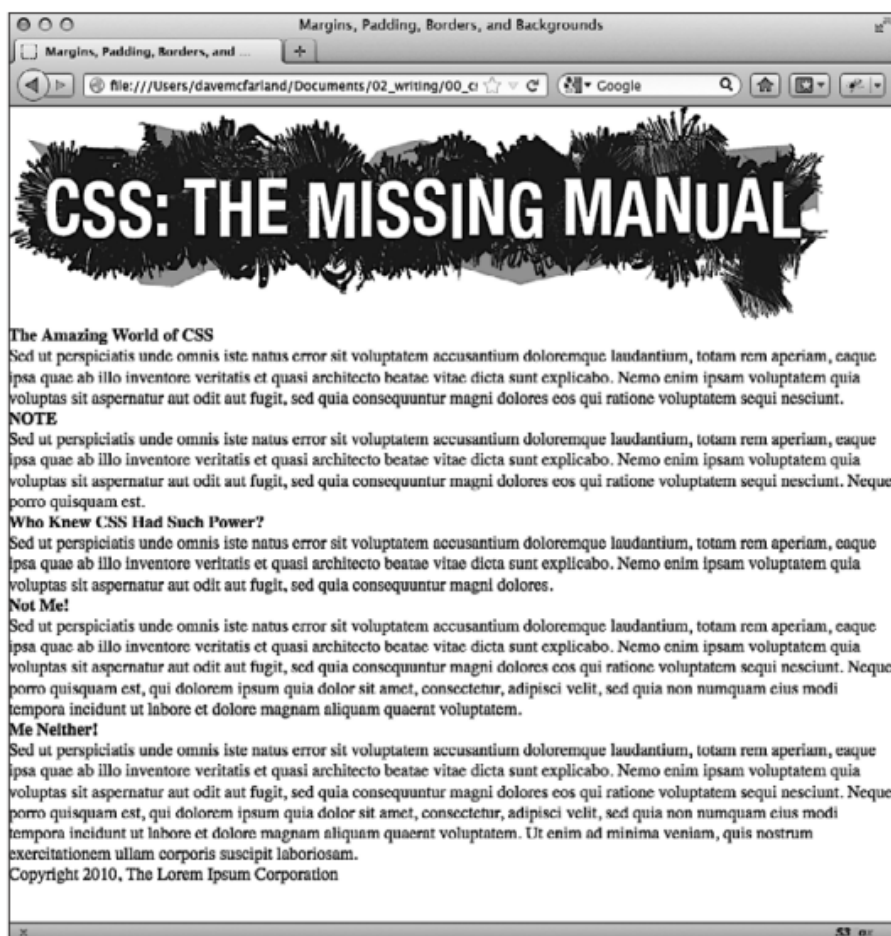 Margins, Padding, Borders, and Backgrounds
Margins, Padding, Borders, and ...
file:///Users/davemcfarland/Documents/02_writing/00_c
Google
CSS: THE MISSING MANUAL
The Amazing World of CSS
Sed ut perspiciatis unde omnis iste natus error sit voluptatem accusantium doloremque laudantium, totam rem aperiam, eaque
ipsa quae ab illo inventore veritatis et quasi architecto beatae vitae dicta sunt explicabo. Nemo enim ipsam voluptatem quia
voluptas sit aspernatur aut odit aut fugit, sed quia consequuntur magni dolores eos qui ratione voluptatem sequi nesciunt.
NOTE
Sed ut perspiciatis unde omnis iste natus error sit voluptatem accusantium doloremque laudantium, totam rem aperiam, eaque
ipsa quae ab illo inventore veritatis et quasi architecto beatae vitae dicta sunt explicabo. Nemo enim ipsam voluptatem quia
voluptas sit aspernatur aut odit aut fugit, sed quia consequuntur magni dolores eos qui ratione voluptatem sequi nesciunt. Neque
porro quisquam est.
Who Knew CSS Had Such Power?
Sed ut perspiciatis unde omnis iste natus error sit voluptatem accusantium doloremque laudantium, totam rem aperiam, eaque
ipsa quae ab illo inventore veritatis et quasi architecto beatae vitae dicta sunt explicabo. Nemo enim ipsam voluptatem quia
voluptas sit aspernatur aut odit aut fugit, sed quia consequuntur magni dolores.
Not Me!
Sed ut perspiciatis unde omnis iste natus error sit voluptatem accusantium doloremque laudantium, totam rem aperiam, eaque
ipsa quae ab illo inventore veritatis et quasi architecto beatae vitae dicta sunt explicabo. Nemo enim ipsam voluptatem quia
voluptas sit aspernatur aut odit aut fugit, sed quia consequuntur magni dolores eos qui ratione voluptatem sequi nesciunt. Neque
porro quisquam est, qui dolorem ipsum quia dolor sit amet, consectetur, adipisci velit, sed quia non numquam eius modi
tempora incidunt ut labore et dolore magnam aliquam quaerat voluptatem.
Me Neither!
Sed ut perspiciatis unde omnis iste natus error sit voluptatem accusantium doloremque laudantium, totam rem aperiam, eaque
ipsa quae ab illo inventore veritatis et quasi architecto beatae vitae dicta sunt explicabo. Nemo enim ipsam voluptatem quia
voluptas sit aspernatur aut odit aut fugit, sed quia consequuntur magni dolores eos qui ratione voluptatem sequi nesciunt. Neque
porro quisquam est, qui dolorem ipsum quia dolor sit amet, consectetur, adipisci velit, sed quia non numquam eius modi
tempora incidunt ut labore et dolore magnam aliquam quaerat voluptatem. Ut enim ad minima veniam, quis nostrum
exercitationem ullam corporis suscipit laboriosam.
Copyright 2010, The Lorem Ipsum Corporation